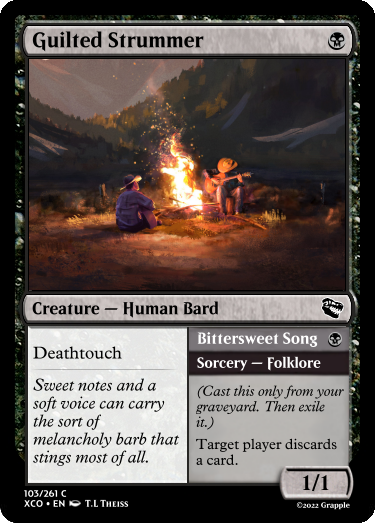 Guilted Strummer
Creature — Human Bard
Deathtouch
Sweet notes and a
soft voice can carry
the sort of
melancholy barb that
stings most of all.
Bittersweet Song
Sorcery — Folklore
(Cast this only from your
graveyard. Then exile
it.)
Target player discards
a card.
1/1
103/261 C
XCO • EN T.L Theiss
©2022 Grapple